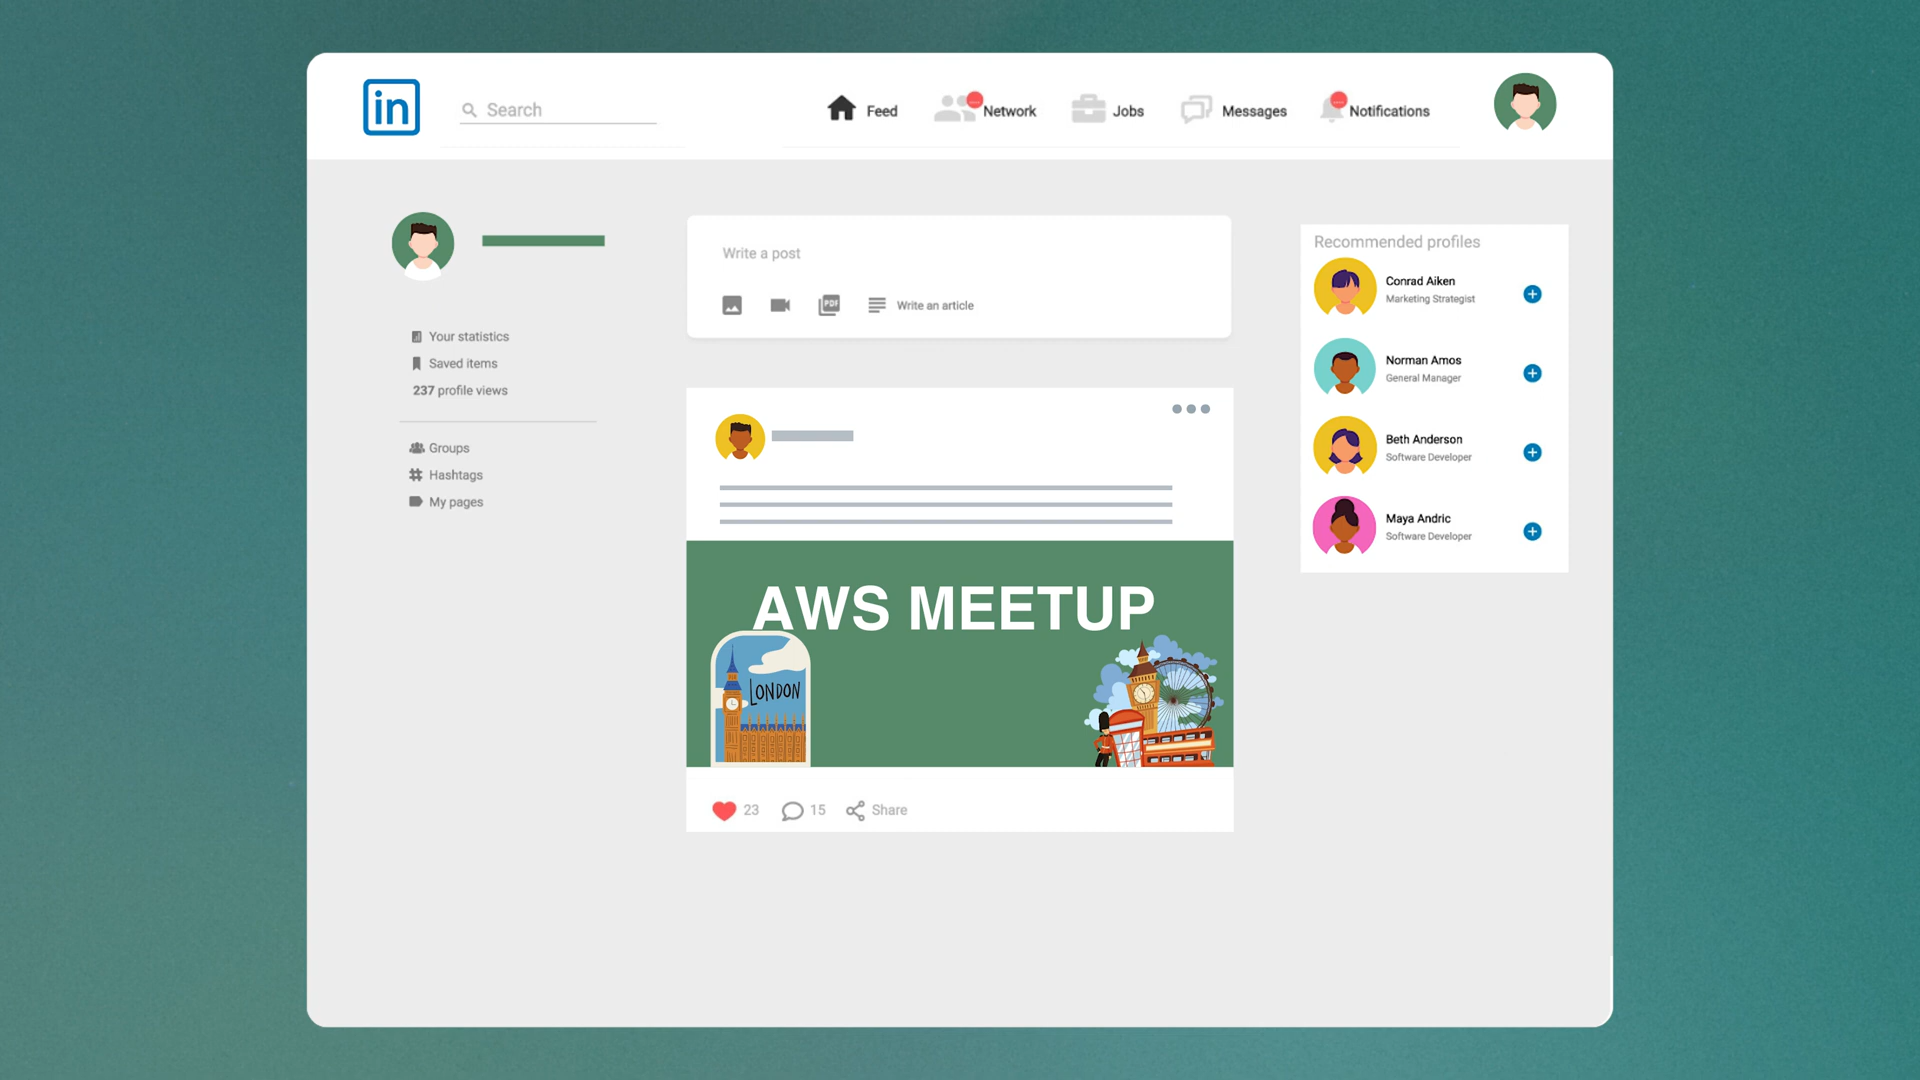 in
Search
Feed
Network
Jobs
Messages
Notifications
Your statistics
Saved items
237 profile views
Groups
Hashtags
My pages
Write a post
PDF
Write an article
AWS MEETUP
LONDON
23
15
Share
Recommended profiles
Conrad Aiken
Marketing Strategist
Norman Amos
General Manager
Beth Anderson
Software Developer
Maya Andric
Software Developer